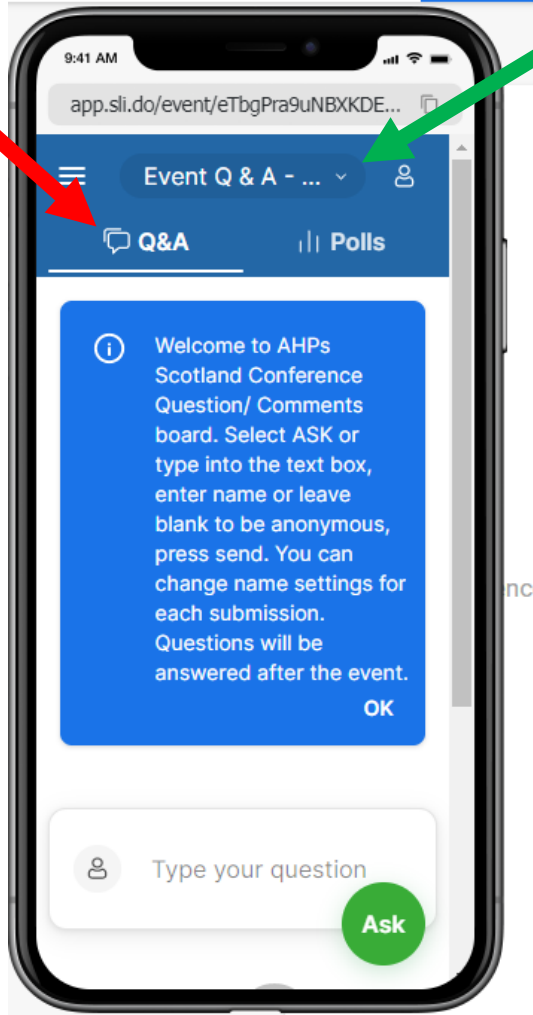 9:41 AM
app.sli.do/event/eTbgPra9uNBXKDE...
Event Q & A - ...
Q&A Polls
Welcome to AHPs
Scotland Conference
Question/ Comments
board. Select ASK or
type into the text box,
enter name or leave
blank to be anonymous,
press send. You can
change name settings for
each submission.
Questions will be
answered after the event.
OK
enc
Type your question
Ask